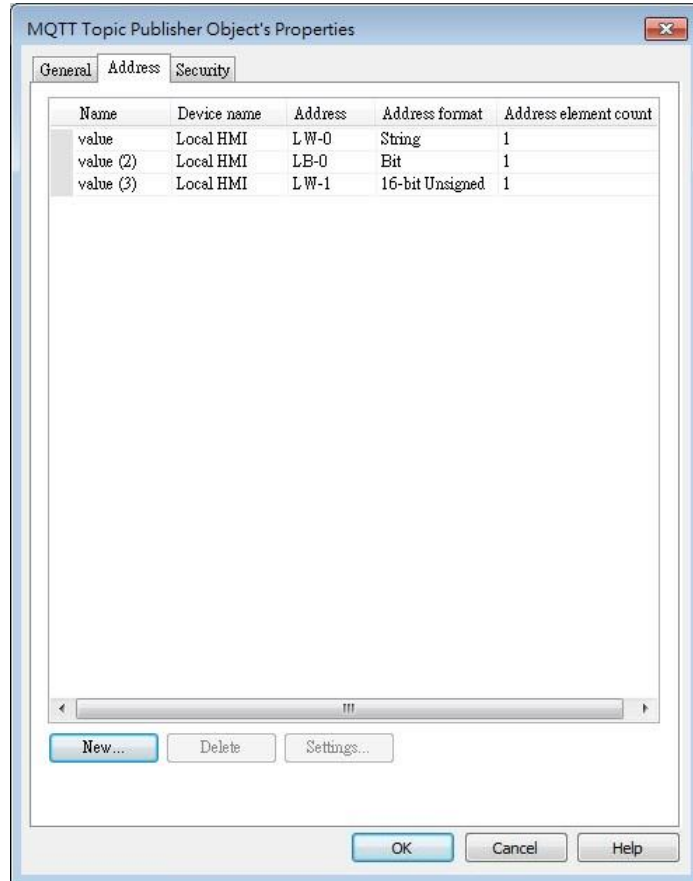 MQTT Topic Publisher Object's Properties
General Address Security
Name Device name Address Address format Address element count
value Local HMI LW-0 String 1
value (2) Local HMI LB-0 Bit 1
value (3) Local HMI LW-1 16-bit Unsigned 1
New... Delete Settings...
OK Cancel Help